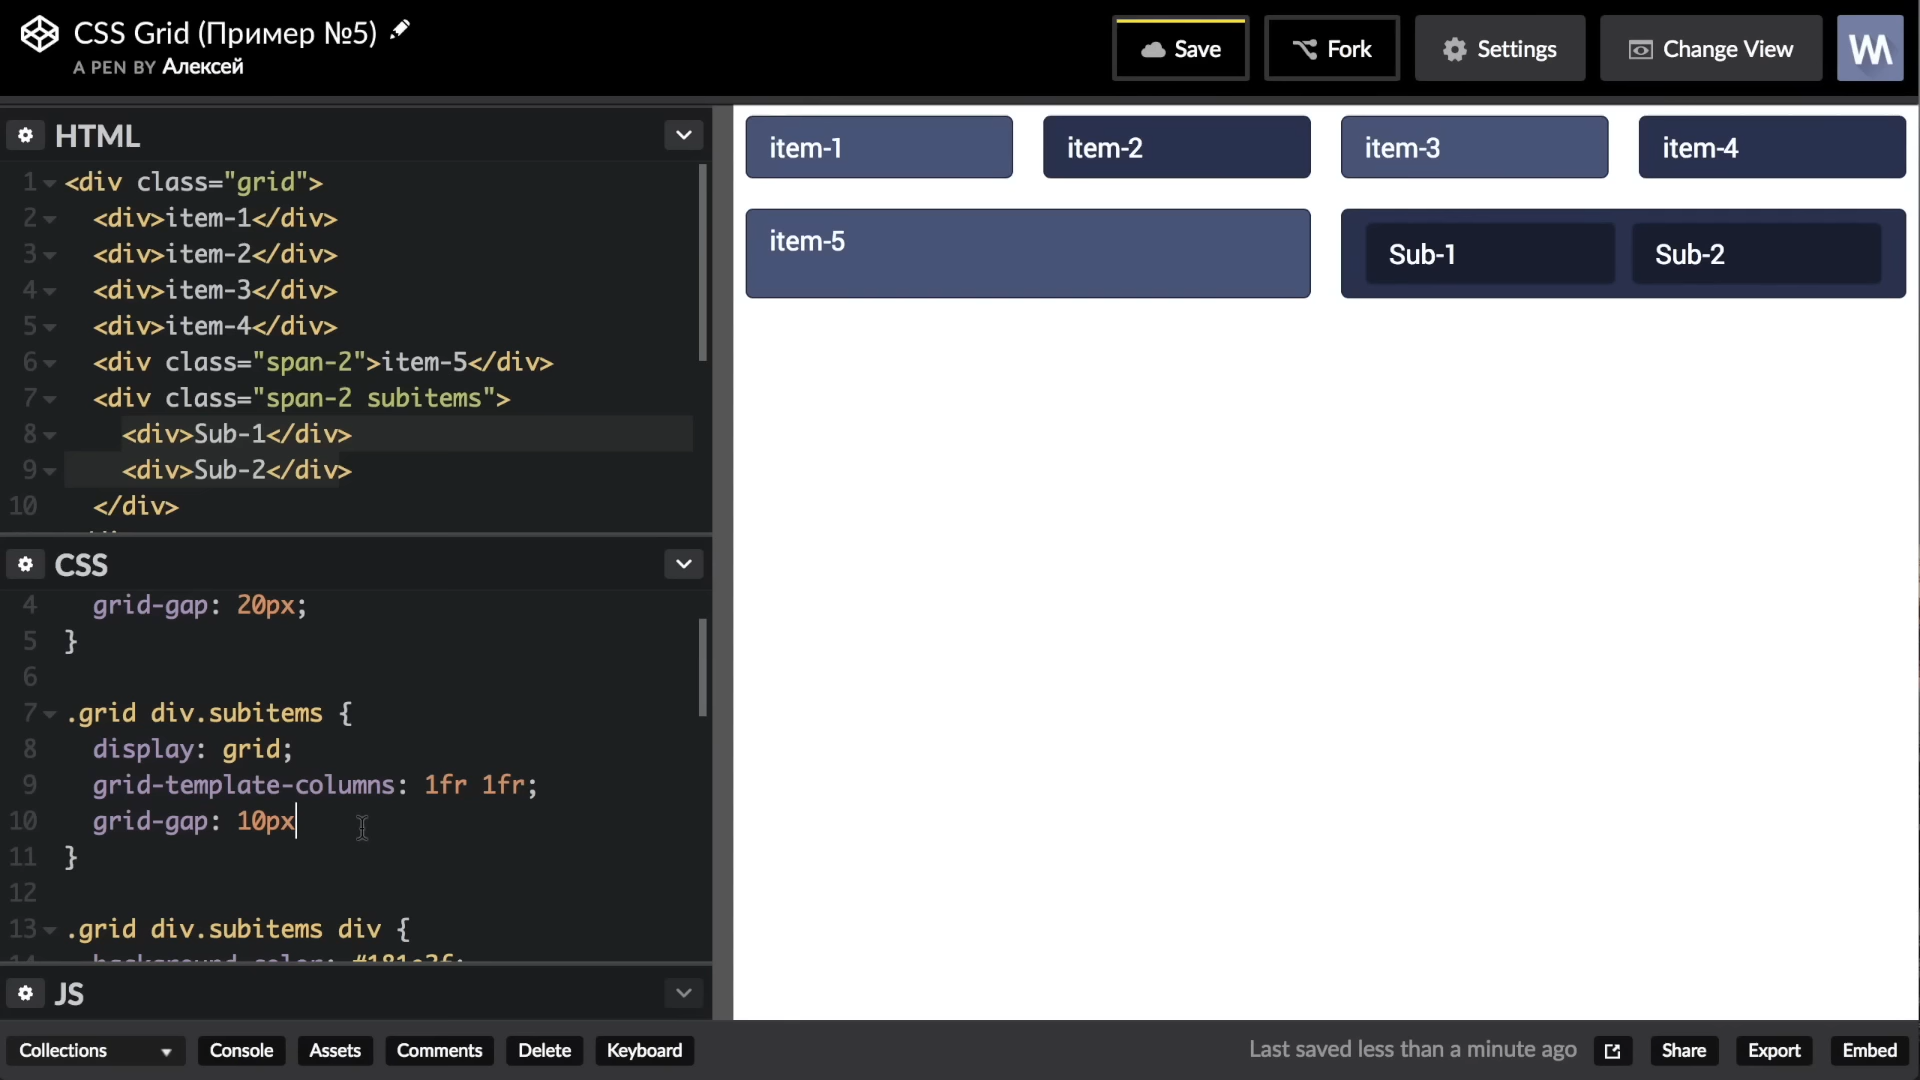 CSS Grid (Пример №5)
A PEN BY Алексей
Save
Fork
Settings
Change View
HTML
1 <div class="grid">
2 <div>item-1</div>
3 <div>item-2</div>
4 <div>item-3</div>
5 <div>item-4</div>
6 <div class="span-2">item-5</div>
7 <div class="span-2 subitems">
8 <div>Sub-1</div>
9 <div>Sub-2</div>
10 </div>
CSS
4 grid-gap: 20px;
5 }
6
7 .grid div.subitems {
8 display: grid;
9 grid-template-columns: 1fr 1fr;
10 grid-gap: 10px
11 }
12
13 .grid div.subitems div {
JS
item-1
item-2
item-3
item-4
item-5
Sub-1
Sub-2
Collections
Console
Assets
Comments
Delete
Keyboard
Last saved less than a minute ago
Share
Export
Embed